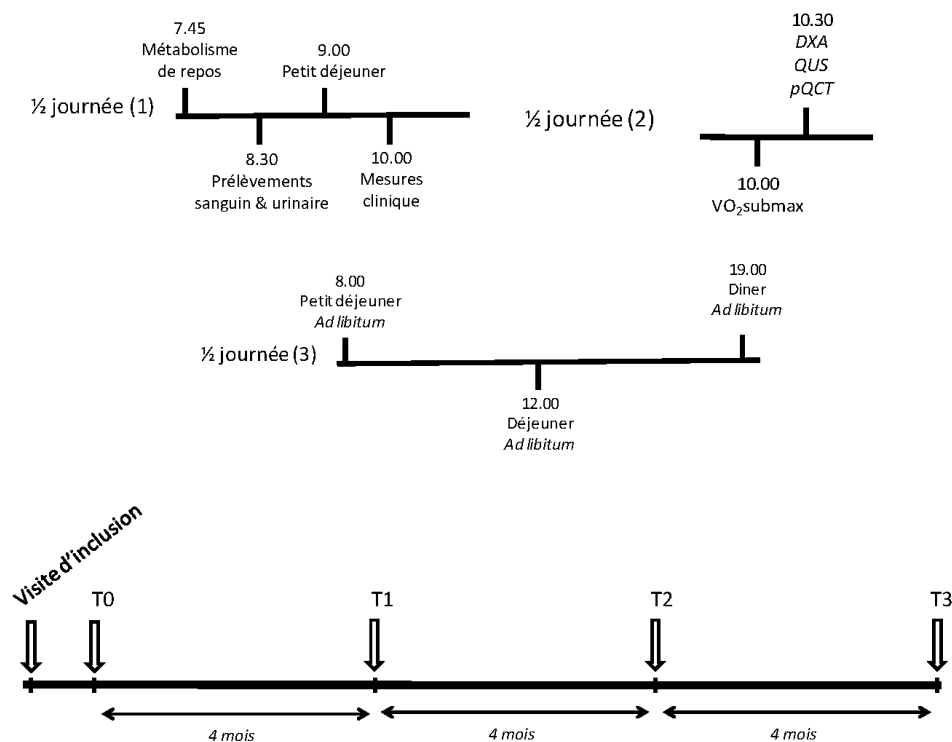 7.45
Métabolisme
de repos
9.00
Petit déjeuner
½ journée (1)
8.30
Prélèvements
sanguin & urinaire
10.00
Mesures
clinique
10.30
DXA
QUS
pQCT
½ journée (2)
10.00
VO₂submax
8.00
Petit déjeuner
Ad libitum
19.00
Diner
Ad libitum
½ journée (3)
12.00
Déjeuner
Ad libitum
Visite d'inclusion
T0
T1
T2
T3
4 mois
4 mois
4 mois